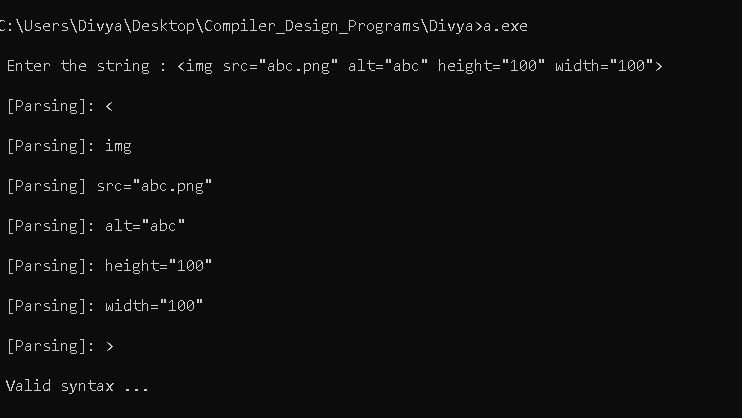 C:\Users\Divya\Desktop\Compiler_Design_Programs\Divya>a.exe
Enter the string : <img src="abc.png" alt="abc" height="100" width="100">
[Parsing]: <
[Parsing]: img
[Parsing] src="abc.png"
[Parsing]: alt="abc"
[Parsing]: height="100"
[Parsing]: width="100"
[Parsing]: >
Valid syntax ...